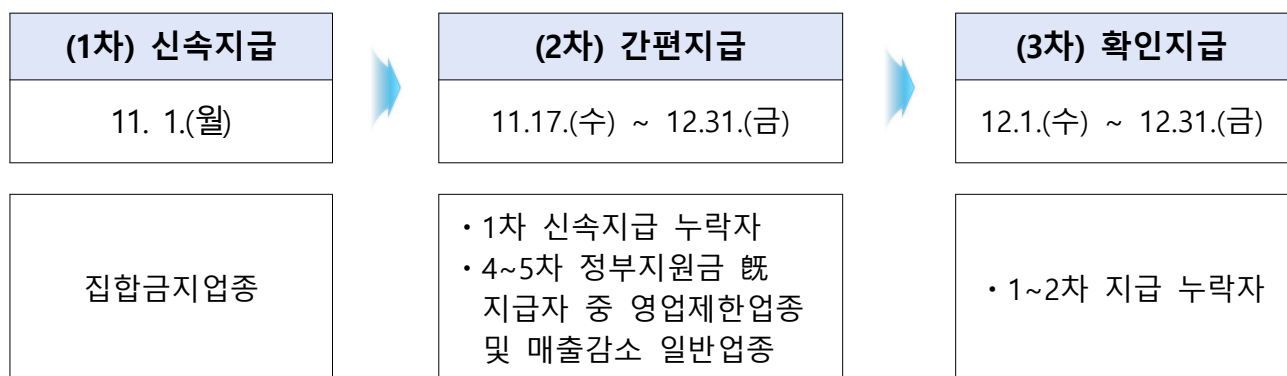 (1차) 신속지급
11. 1.(월)
집합금지업종
(2차) 간편지급
11.17.(수) ~ 12.31.(금)
・1차 신속지급 누락자
・4~5차 정부지원금 旣
지급자 중 영업제한업종
및 매출감소 일반업종
(3차) 확인지급
12.1.(수) ~ 12.31.(금)
・1~2차 지급 누락자